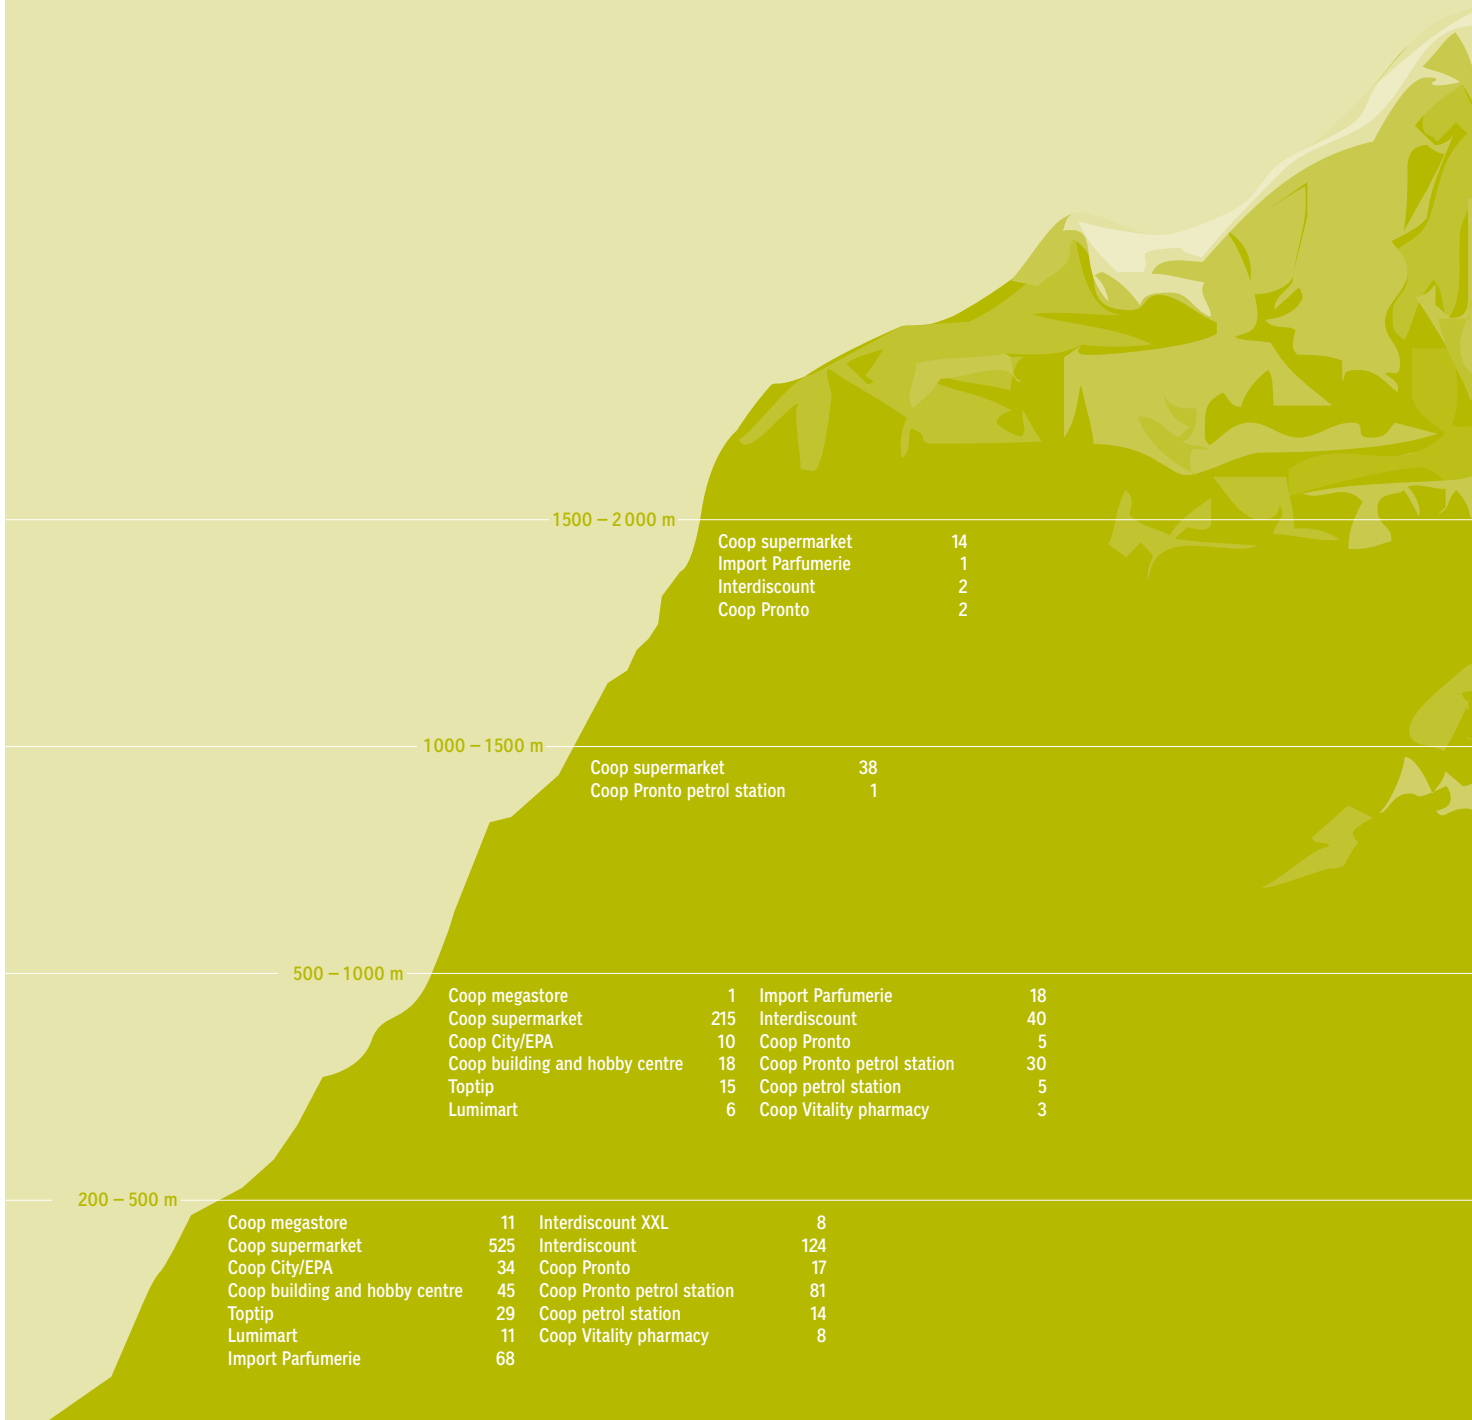 1500 – 2 000 m
Coop supermarket 14
Import Parfumerie 1
Interdiscount 2
Coop Pronto 2
1000 – 1500 m
Coop supermarket 38
Coop Pronto petrol station 1
500 – 1000 m
Coop megastore 1 Import Parfumerie 18
Coop supermarket 215 Interdiscount 40
Coop City/EPA 10 Coop Pronto 5
Coop building and hobby centre 18 Coop Pronto petrol station 30
Toptip 15 Coop petrol station 5
Lumimart 6 Coop Vitality pharmacy 3
200 – 500 m
Coop megastore 11 Interdiscount XXL 8
Coop supermarket 525 Interdiscount 124
Coop City/EPA 34 Coop Pronto 17
Coop building and hobby centre 45 Coop Pronto petrol station 81
Toptip 29 Coop petrol station 14
Lumimart 11 Coop Vitality pharmacy 8
Import Parfumerie 68